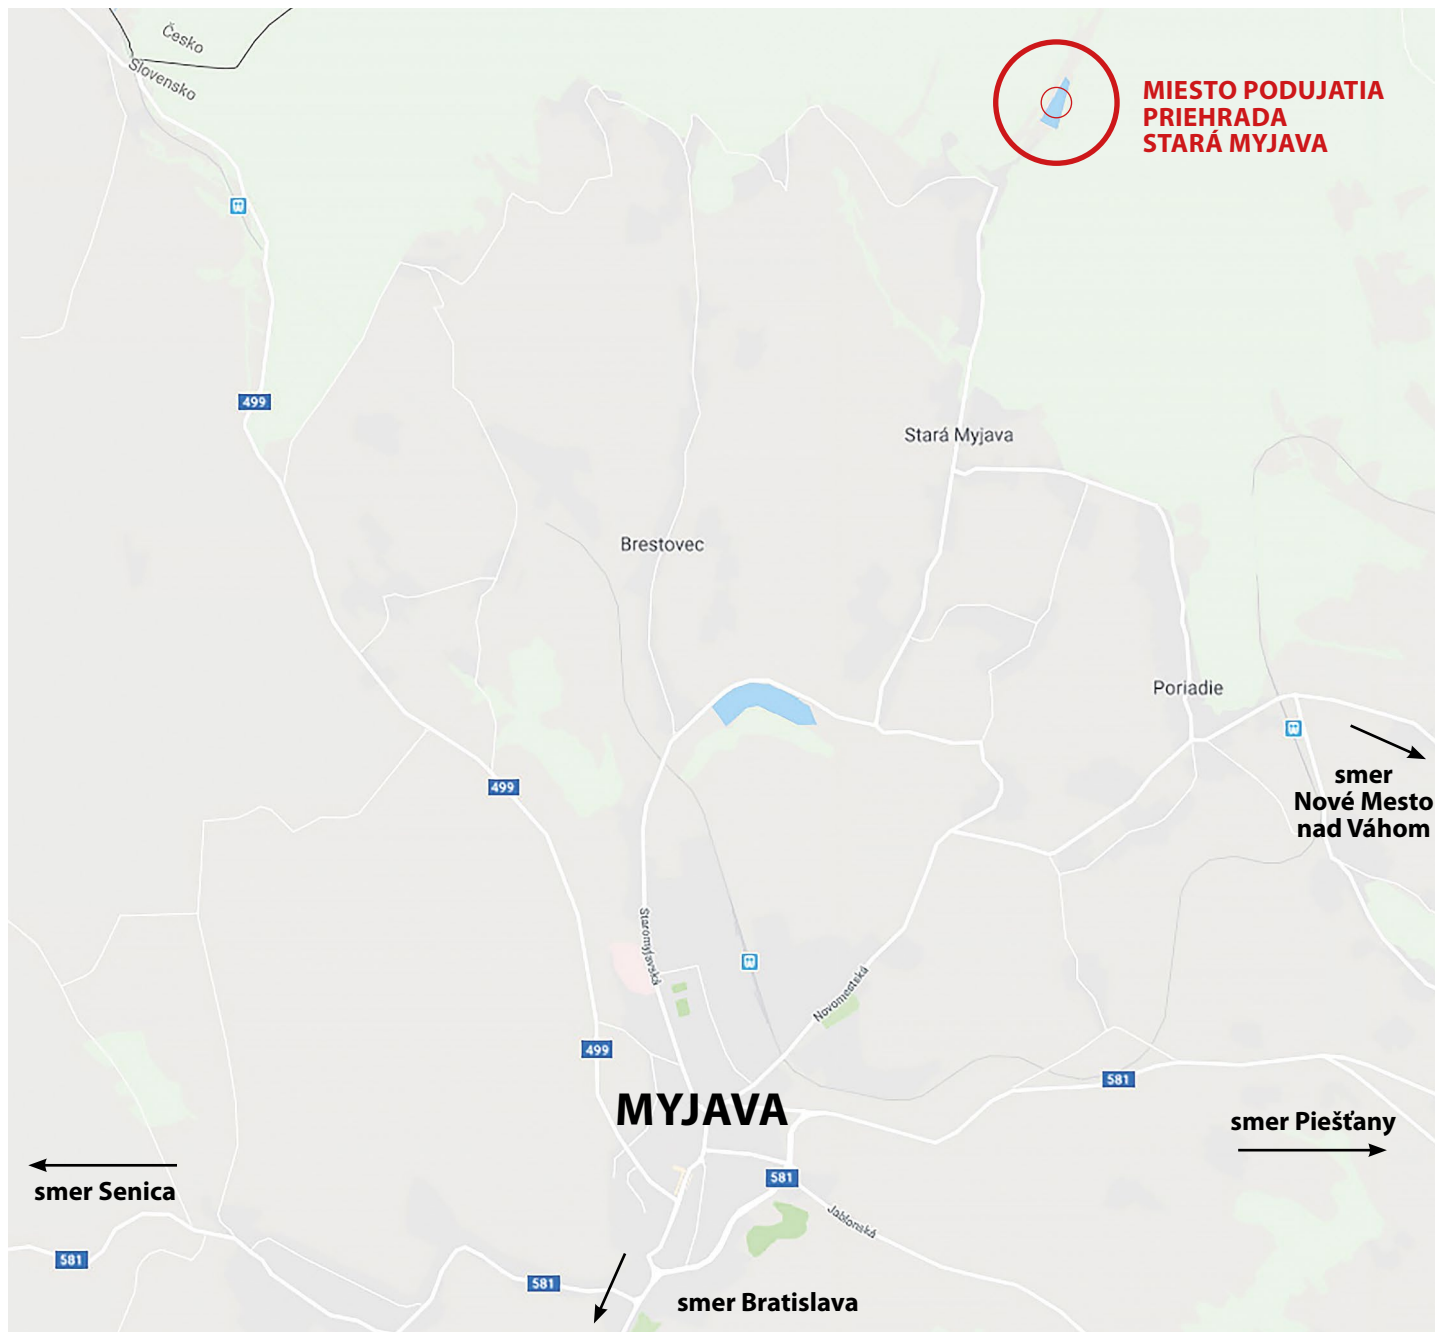 Česko
Slovensko
MIESTO PODUJATIA
PRIEHRADA
STARÁ MYJAVA
499
Stará Myjava
Brestovec
Poriadie
smer
Nové Mesto
nad Váhom
499
Staromyjavská
Novomestská
499
581
MYJAVA
smer Piešťany
smer Senica
581
Jablonská
581
581
smer Bratislava